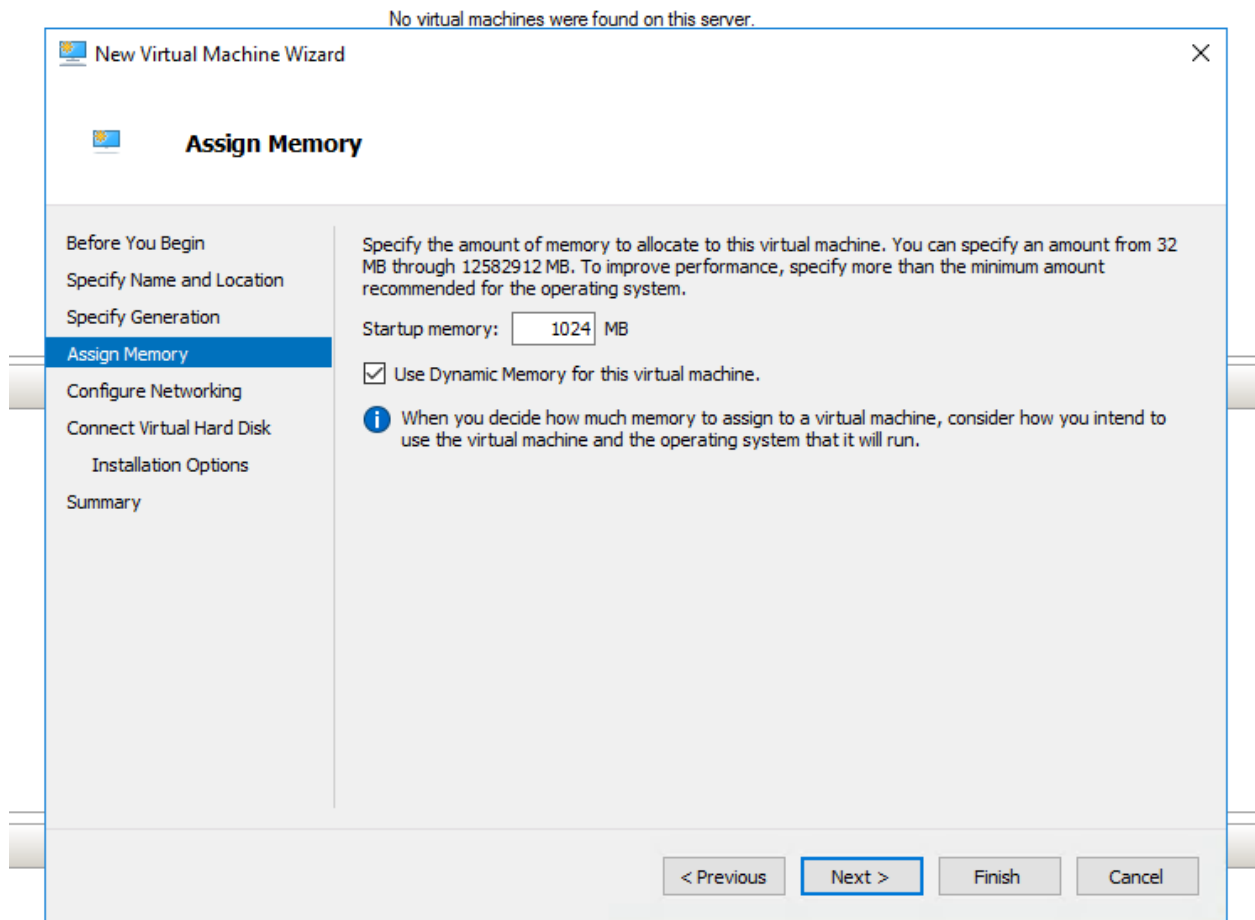 No virtual machines were found on this server.
New Virtual Machine Wizard
Assign Memory
Before You Begin
Specify Name and Location
Specify Generation
Assign Memory
Configure Networking
Connect Virtual Hard Disk
Installation Options
Summary
Specify the amount of memory to allocate to this virtual machine. You can specify an amount from 32
MB through 12582912 MB. To improve performance, specify more than the minimum amount
recommended for the operating system.
Startup memory: 1024 MB
Use Dynamic Memory for this virtual machine.
When you decide how much memory to assign to a virtual machine, consider how you intend to
use the virtual machine and the operating system that it will run.
< Previous Next > Finish Cancel